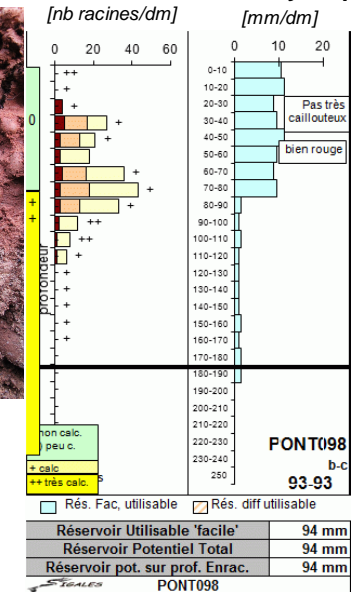 [nb racines/dm]
[mm/dm]
0 20 40 60
0 10 20
++
+
+
+
+
+
+
+
++
++
+
+
+
+
+
+
0
+
+
profondeur
0-10
10-20
20-30
30-40
40-50
50-60
60-70
70-80
80-90
90-100
100-110
110-120
120-130
130-140
140-150
150-160
160-170
170-180
180-190
190-200
200-210
210-220
220-230
230-240
250
Pas très
caillouteux
bien rouge
non calc.
) peu c.
+ calc
++ très calc.
s
PONT098
b-c
93-93
Rés. Fac, utilisable Rés. diff utilisable
Réservoir Utilisable 'facile' 94 mm
Réservoir Potentiel Total 94 mm
Réservoir pot. sur prof. Enrac. 94 mm
SIGALES PONT098